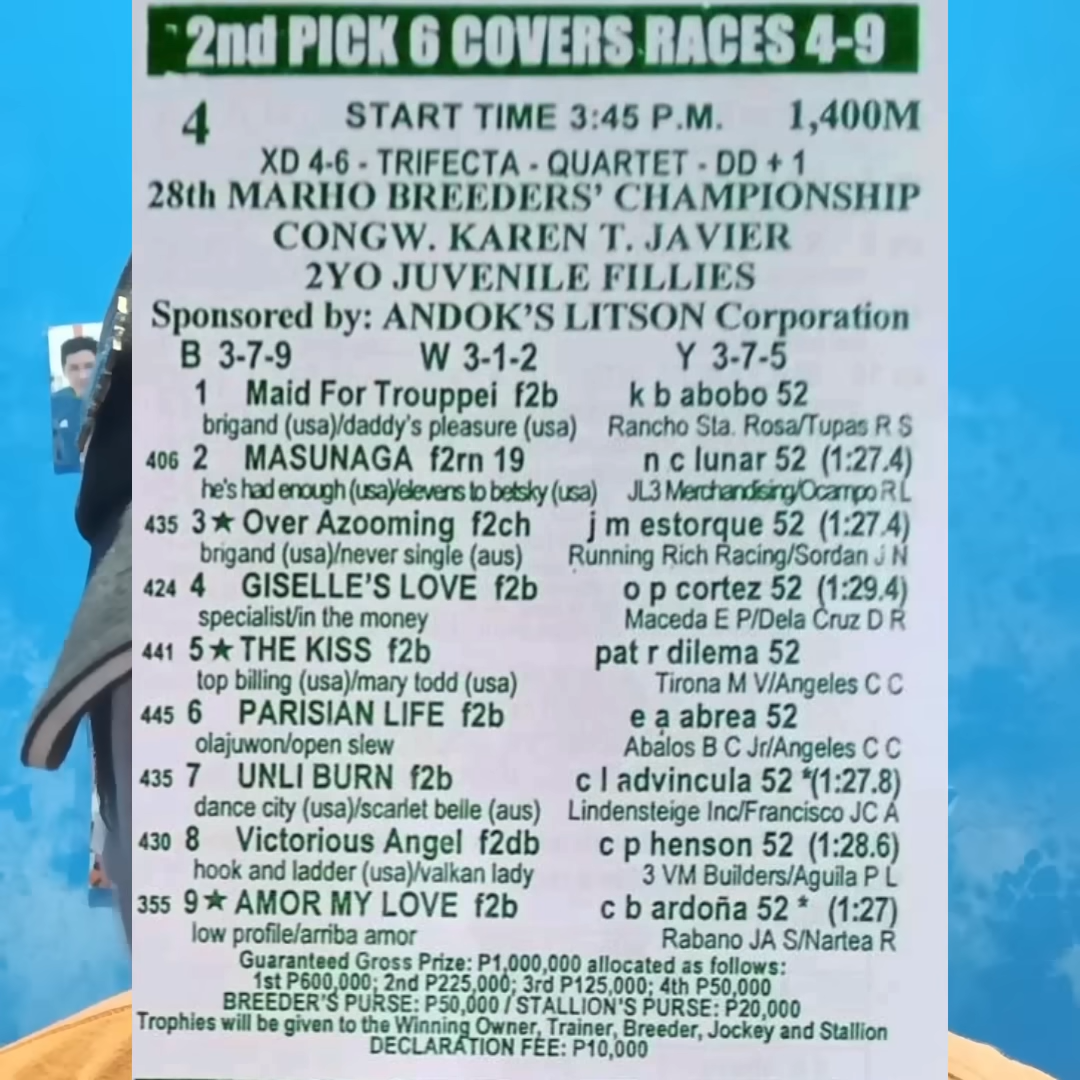 2nd PICK 6 COVERS RACES 4-9
4 START TIME 3:45 P.M. 1,400M
XD 4-6 - TRIFECTA - QUARTET - DD + 1
28th MARHO BREEDERS' CHAMPIONSHIP
CONGW. KAREN T. JAVIER
2YO JUVENILE FILLIES
Sponsored by: ANDOK'S LITSON Corporation
B 3-7-9 W 3-1-2 Y 3-7-5
1 Maid For Trouppei f2b k b abobo 52
brigand (usa)/daddy's pleasure (usa) Rancho Sta. Rosa/Tupas R S
406 2 MASUNAGA f2rn 19 n c lunar 52 (1:27.4)
he's had enough (usa)/elevens to betsky (usa) JL3 Merchandising/Ocampo R L
435 3★ Over Azooming f2ch j m estorque 52 (1:27.4)
brigand (usa)/never single (aus) Running Rich Racing/Sordan J N
424 4 GISELLE'S LOVE f2b o p cortez 52 (1:29.4)
specialist/in the money Maceda E P/Dela Cruz D R
441 5★ THE KISS f2b pat r dilema 52
top billing (usa)/mary todd (usa) Tirona M V/Angeles C C
445 6 PARISIAN LIFE f2b e a abrea 52
olajuwon/open slew Abalos B C Jr/Angeles C C
435 7 UNLI BURN f2b c l advincula 52 *(1:27.8)
dance city (usa)/scarlet belle (aus) Lindensteige Inc/Francisco JC A
430 8 Victorious Angel f2db c p henson 52 (1:28.6)
hook and ladder (usa)/valkan lady 3 VM Builders/Aguila P L
355 9★ AMOR MY LOVE f2b c b ardoña 52 * (1:27)
low profile/arriba amor Rabano JA S/Nartea R
Guaranteed Gross Prize: P1,000,000 allocated as follows:
1st P600,000; 2nd P225,000; 3rd P125,000; 4th P50,000
BREEDER'S PURSE: P50,000 / STALLION'S PURSE: P20,000
Trophies will be given to the Winning Owner, Trainer, Breeder, Jockey and Stallion
DECLARATION FEE: P10,000